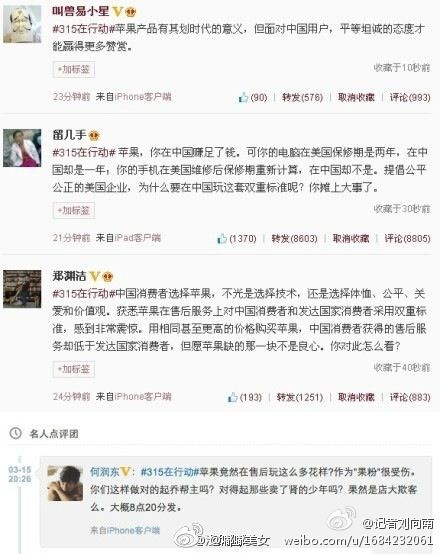 叫兽易小星
#315在行动#苹果产品有其划时代的意义，但面对中国用户，平等坦诚的态度才
能赢得更多赞赏。
+加标签
收藏于10秒前
23分钟前 来自iPhone客户端
(90) | 转发(576) | 取消收藏 | 评论(993)
留几手
#315在行动# 苹果，你在中国赚足了钱。可你的电脑在美国保修期是两年，在中
国却是一年；你的手机在美国维修后保修期重新计算，在中国却不是。提倡公平
公正的美国企业，为什么要在中国玩这套双重标准呢？你摊上大事了。
+加标签
收藏于30秒前
21分钟前 来自iPad客户端
(1370) | 转发(8603) | 取消收藏 | 评论(8805)
郑渊洁
#315在行动#中国消费者选择苹果，不光是选择技术，还是选择体恤、公平、关
爱和价值观。获悉苹果在售后服务上对中国消费者和发达国家消费者采用双重标
准，感到非常震惊。用相同甚至更高的价格购买苹果，中国消费者获得的售后服
务却低于发达国家消费者，但愿苹果缺的那一块不是良心。你对此怎么看？
+加标签
收藏于40秒前
24分钟前 来自iPhone客户端
(193) | 转发(1251) | 取消收藏 | 评论(883)
名人点评团
03-15
20:26
何润东：#315在行动#苹果竟然在售后玩这么多花样？作为“果粉”很受伤。
你们这样做对的起乔帮主吗？对得起那些卖了肾的少年吗？果然是店大欺客
么。大概8点20分发。
来自iPhone客户端
@记者刘向南
weibo.com/u/1684232061